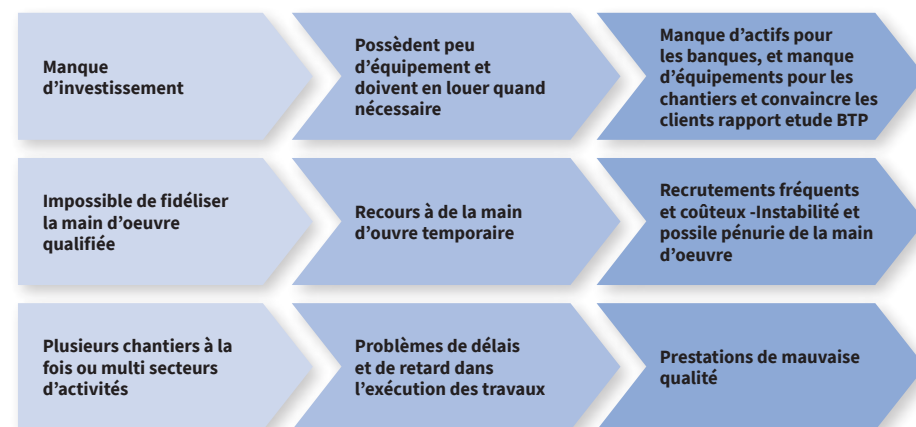 Manque
d'investissement
Possèdent peu
d'équipement et
doivent en louer quand
nécessaire
Manque d'actifs pour
les banques, et manque
d'équipements pour les
chantiers et convaincre les
clients rapport etude BTP
Impossible de fidéliser
la main d'oeuvre
qualifiée
Recours à de la main
d'ouvre temporaire
Recrutements fréquents
et coûteux -Instabilité et
possile pénurie de la main
d'oeuvre
Plusieurs chantiers à la
fois ou multi secteurs
d'activités
Problèmes de délais
et de retard dans
l'exécution des travaux
Prestations de mauvaise
qualité